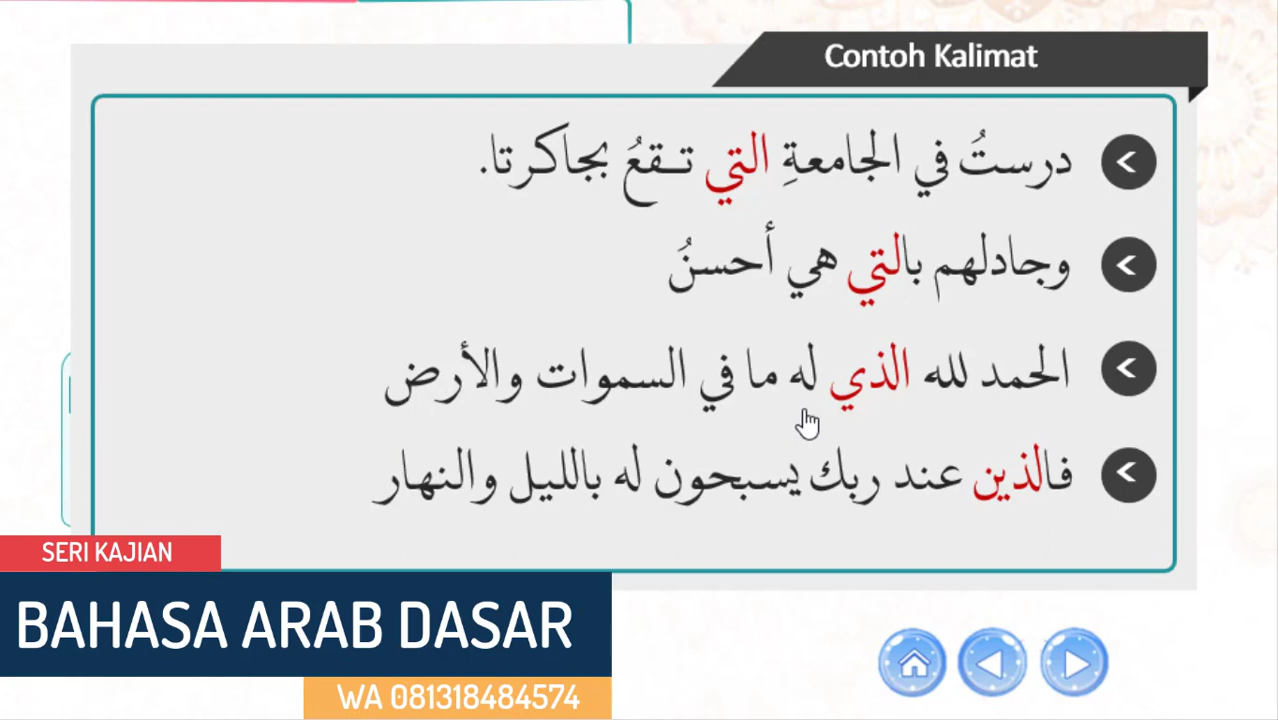 Contoh Kalimat
درستُ في الجامعةِ التي تـقعُ بجاكرتا.
وجادلهم بالتي هي أحسنُ
الحمد لله الذي له ما في السموات والأرض
فالذين عند ربك يسبحون له بالليل والنهار
SERI KAJIAN
BAHASA ARAB DASAR
WA 081318484574